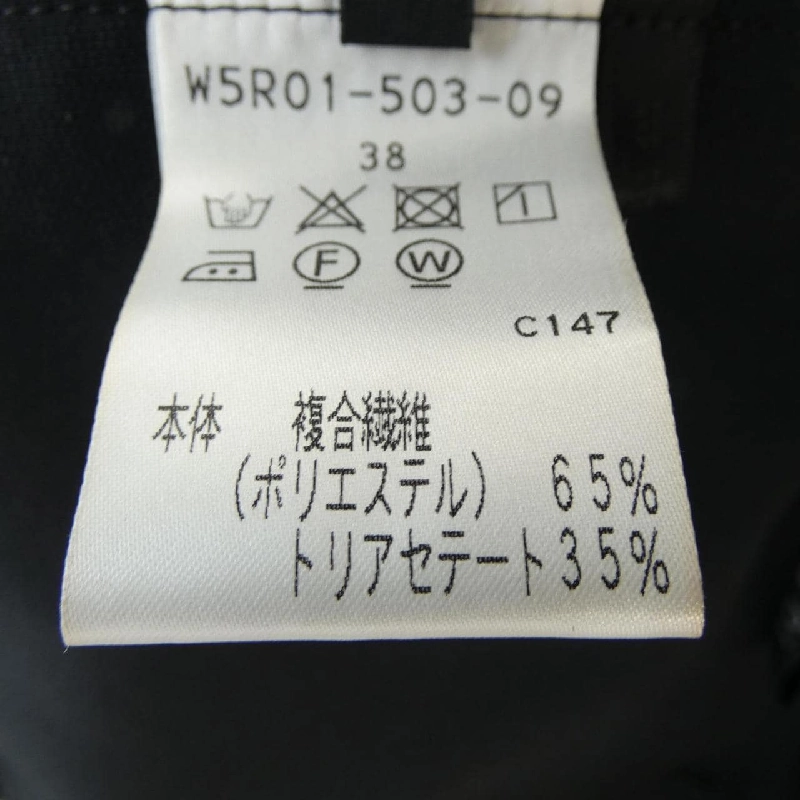 W5R01-503-09
38
F W
C147
本体 複合繊維
(ポリエステル) 65%
トリアセテート35%